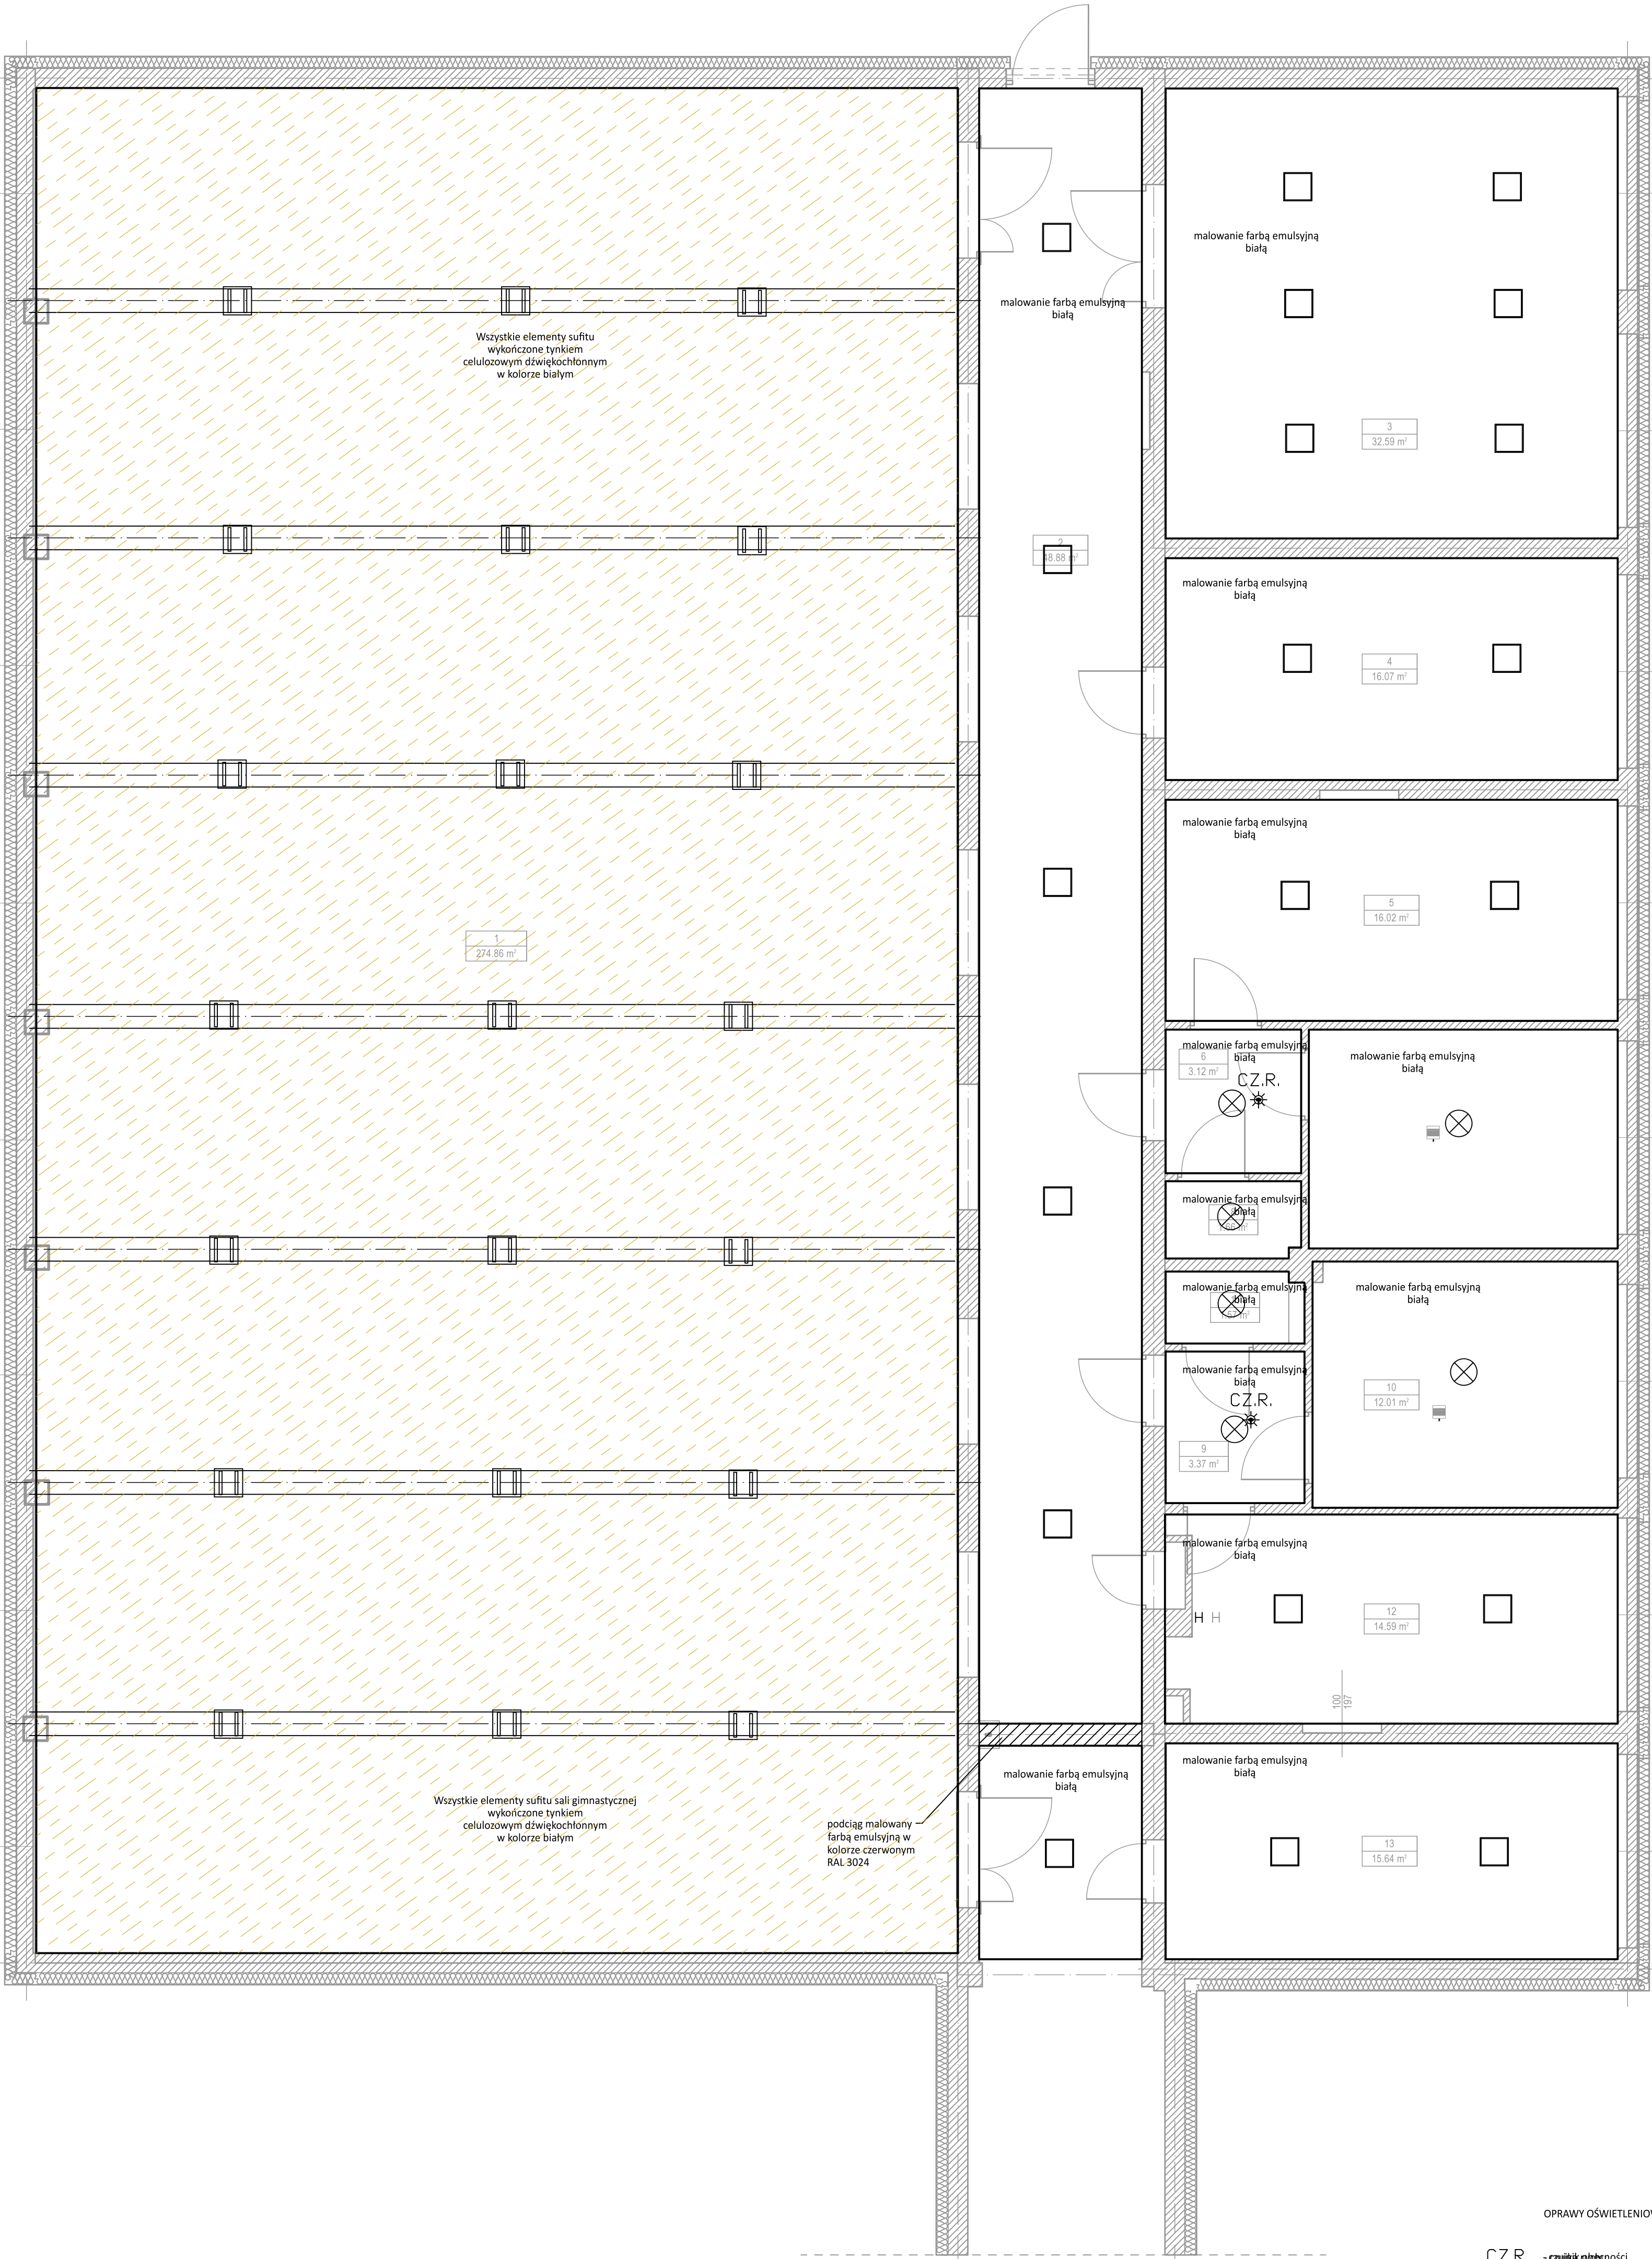 malowanie farbą emulsyjną
białą
malowanie farbą emulsyjną
białą
Wszystkie elementy sufitu
wykończone tynkiem
celulozowym dźwiękochłonnym
w kolorze białym
3
32.59 m²
2
48.88 m²
malowanie farbą emulsyjną
białą
4
16.07 m²
malowanie farbą emulsyjną
białą
5
16.02 m²
1
274.86 m²
malowanie farbą emulsyjną
białą
6
3.12 m²
CZ.R.
malowanie farbą emulsyjną
białą
malowanie farbą emulsyjną
białą
malowanie farbą emulsyjną
białą
malowanie farbą emulsyjną
białą
malowanie farbą emulsyjną
białą
CZ.R.
10
12.01 m²
9
3.37 m²
malowanie farbą emulsyjną
białą
H H
12
14.59 m²
100
197
malowanie farbą emulsyjną
białą
malowanie farbą emulsyjną
białą
Wszystkie elementy sufitu sali gimnastycznej
wykończone tynkiem
celulozowym dźwiękochłonnym
w kolorze białym
podciąg malowany
farbą emulsyjną w
kolorze czerwonym
RAL 3024
13
15.64 m²
OPRAWY
CZ.R.